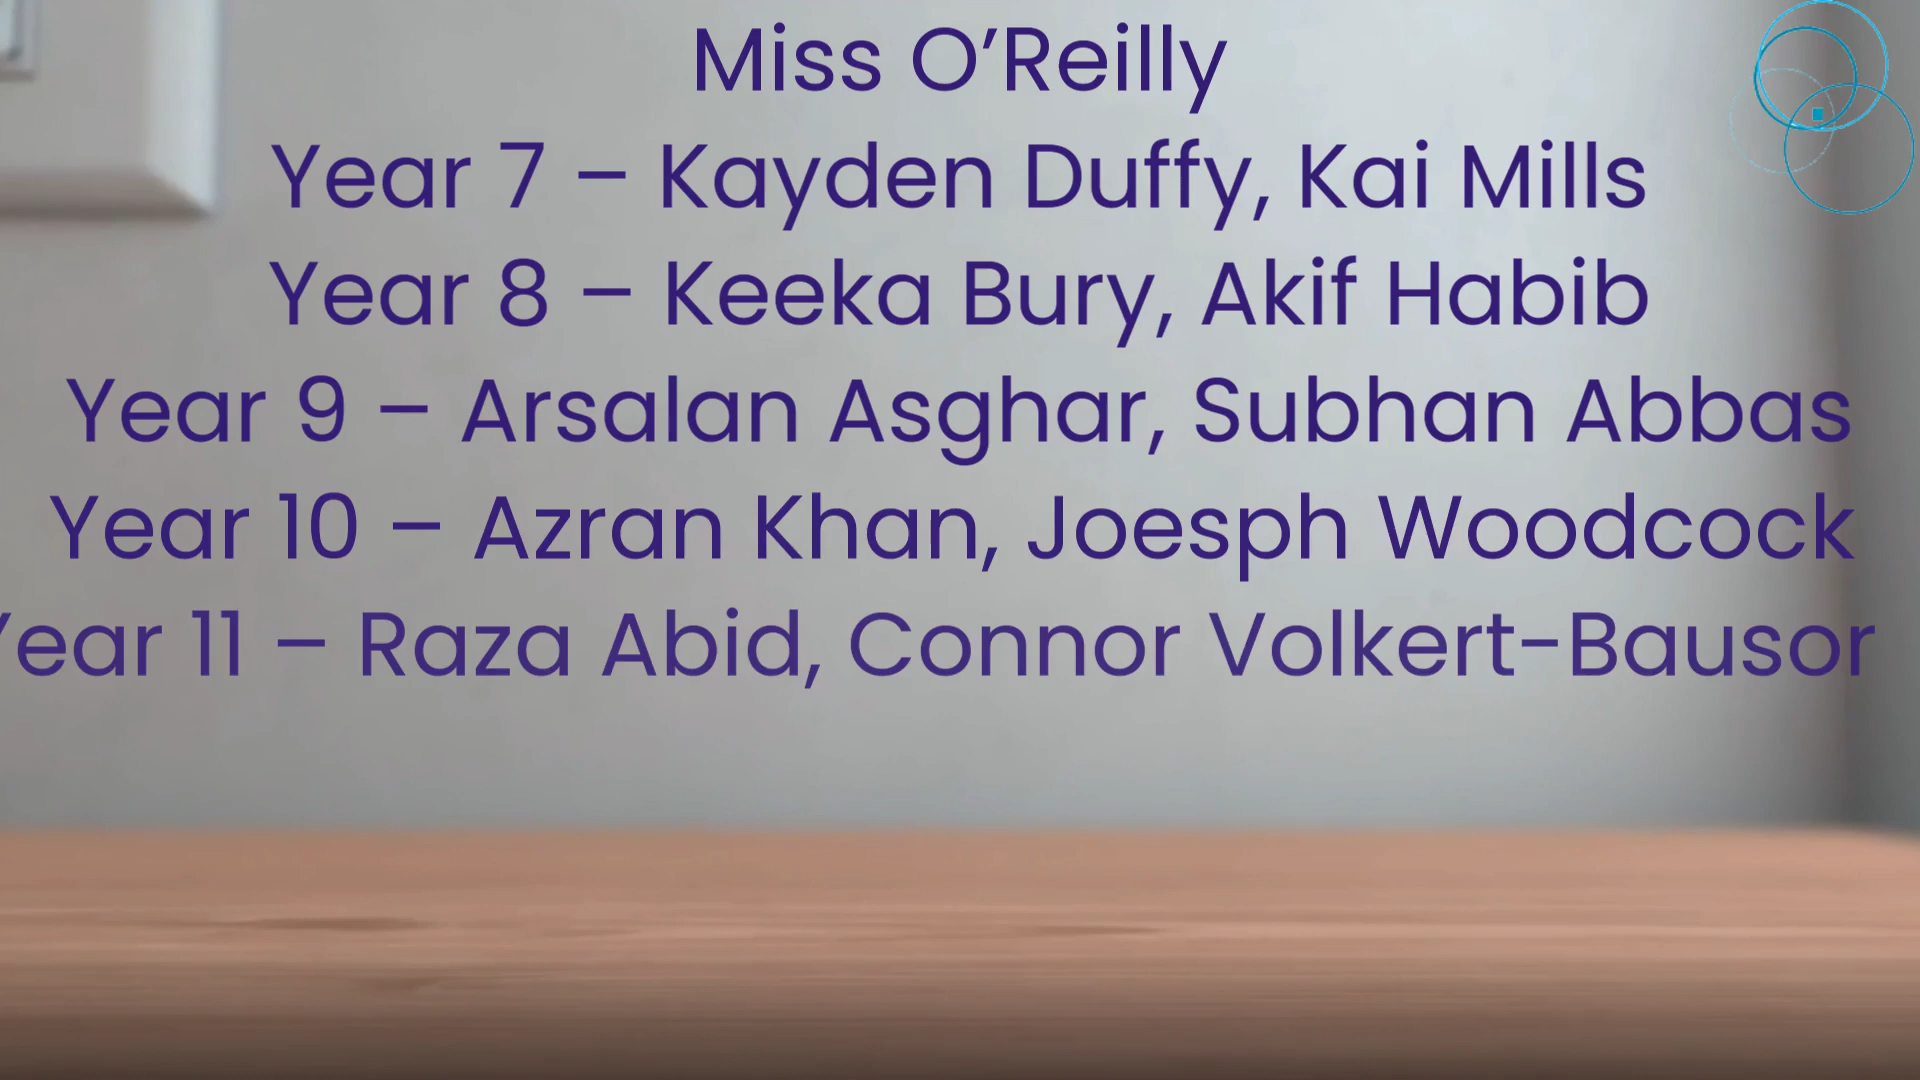 Miss O’Reilly
Year 7 – Kayden Duffy, Kai Mills
Year 8 – Keeka Bury, Akif Habib
Year 9 – Arsalan Asghar, Subhan Abbas
Year 10 – Azran Khan, Joesph Woodcock
Year 11 – Raza Abid, Connor Volkert-Bausor